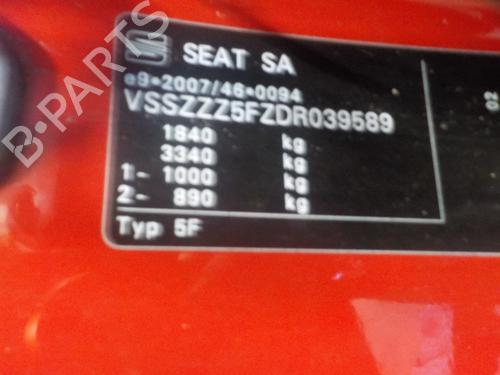 B-PARTS
SEAT SA
e9*2007/46*0094
VSSZZZ5FZDR039589
1840 kg
3340 kg
1- 1000 kg
2- 890 kg
Typ 5F
02